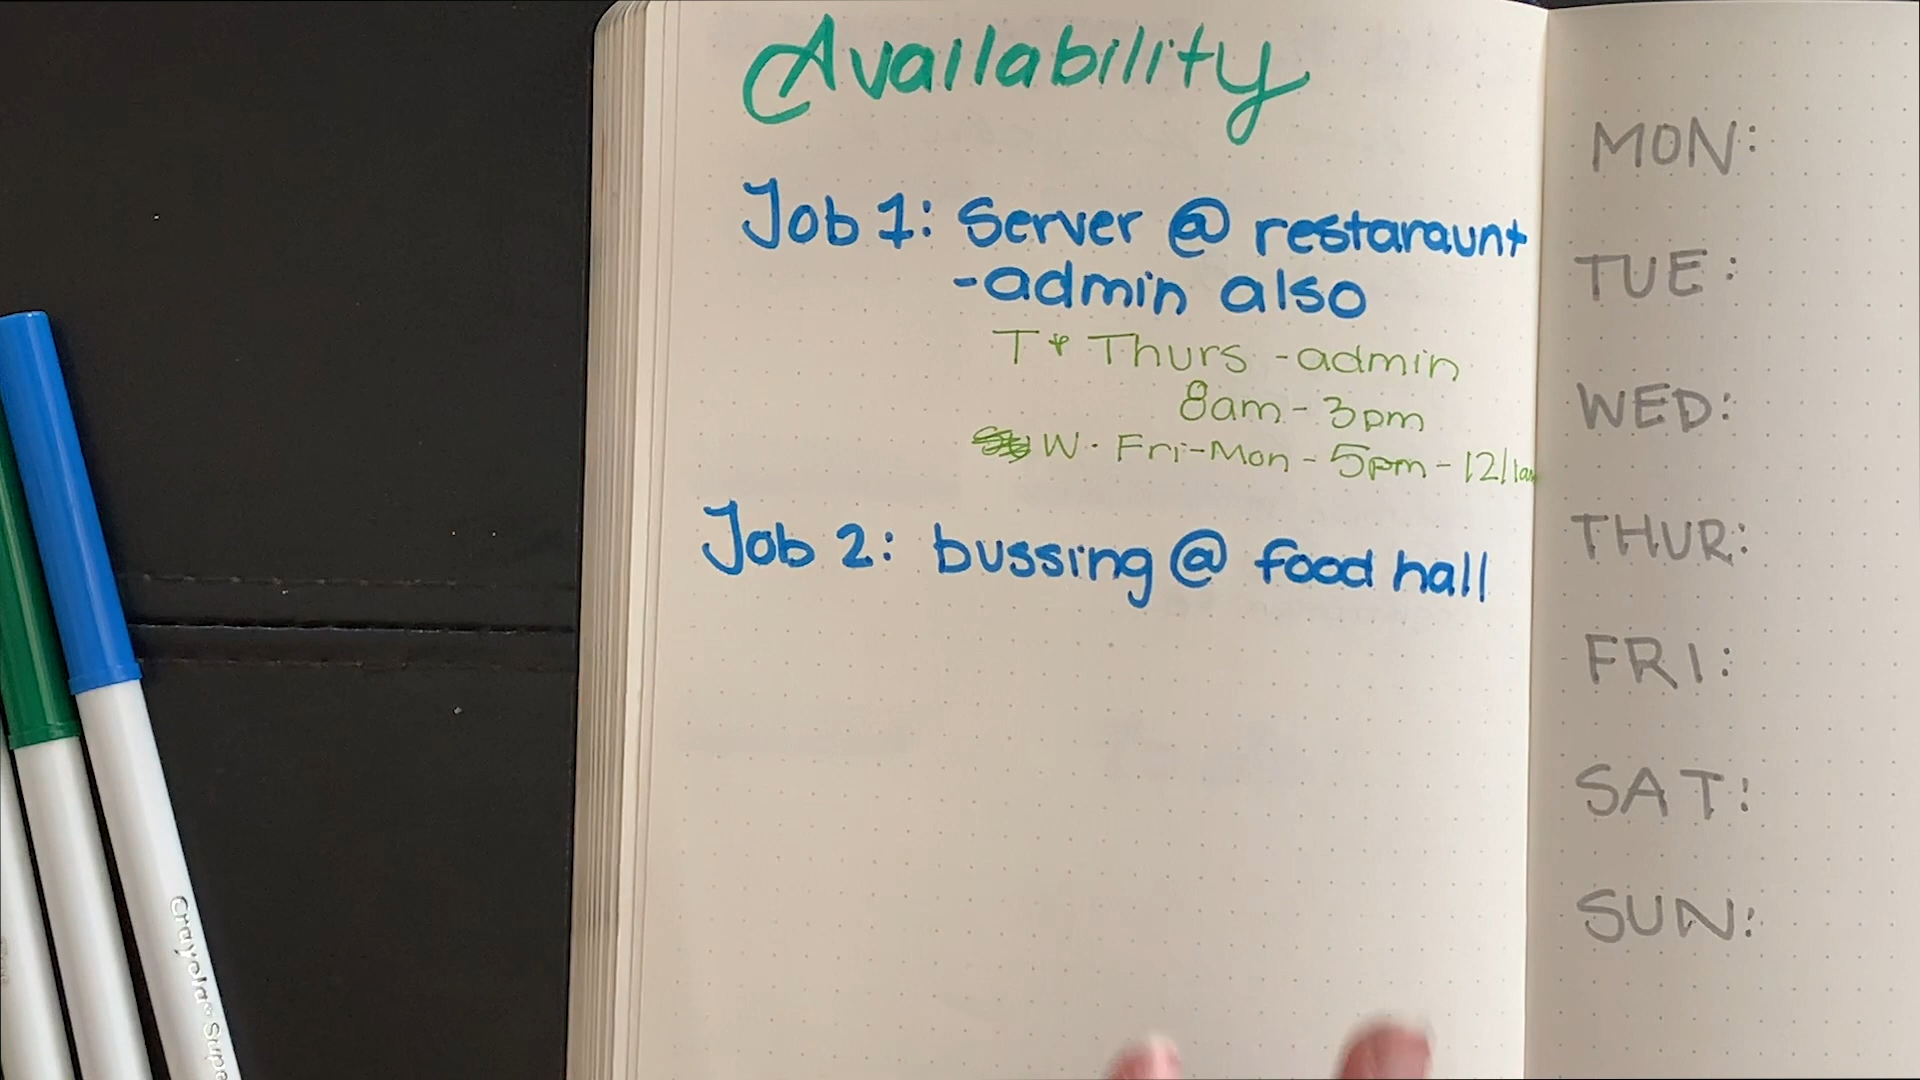 Availability
Job 1: Server @ restaraunt
-admin also
T & Thurs - admin
8am - 3pm
W. Fri-Mon - 5pm - 12/1am
Job 2: bussing @ food hall
MON:
TUE:
WED:
THUR:
FRI:
SAT:
SUN:
Crayola Supe